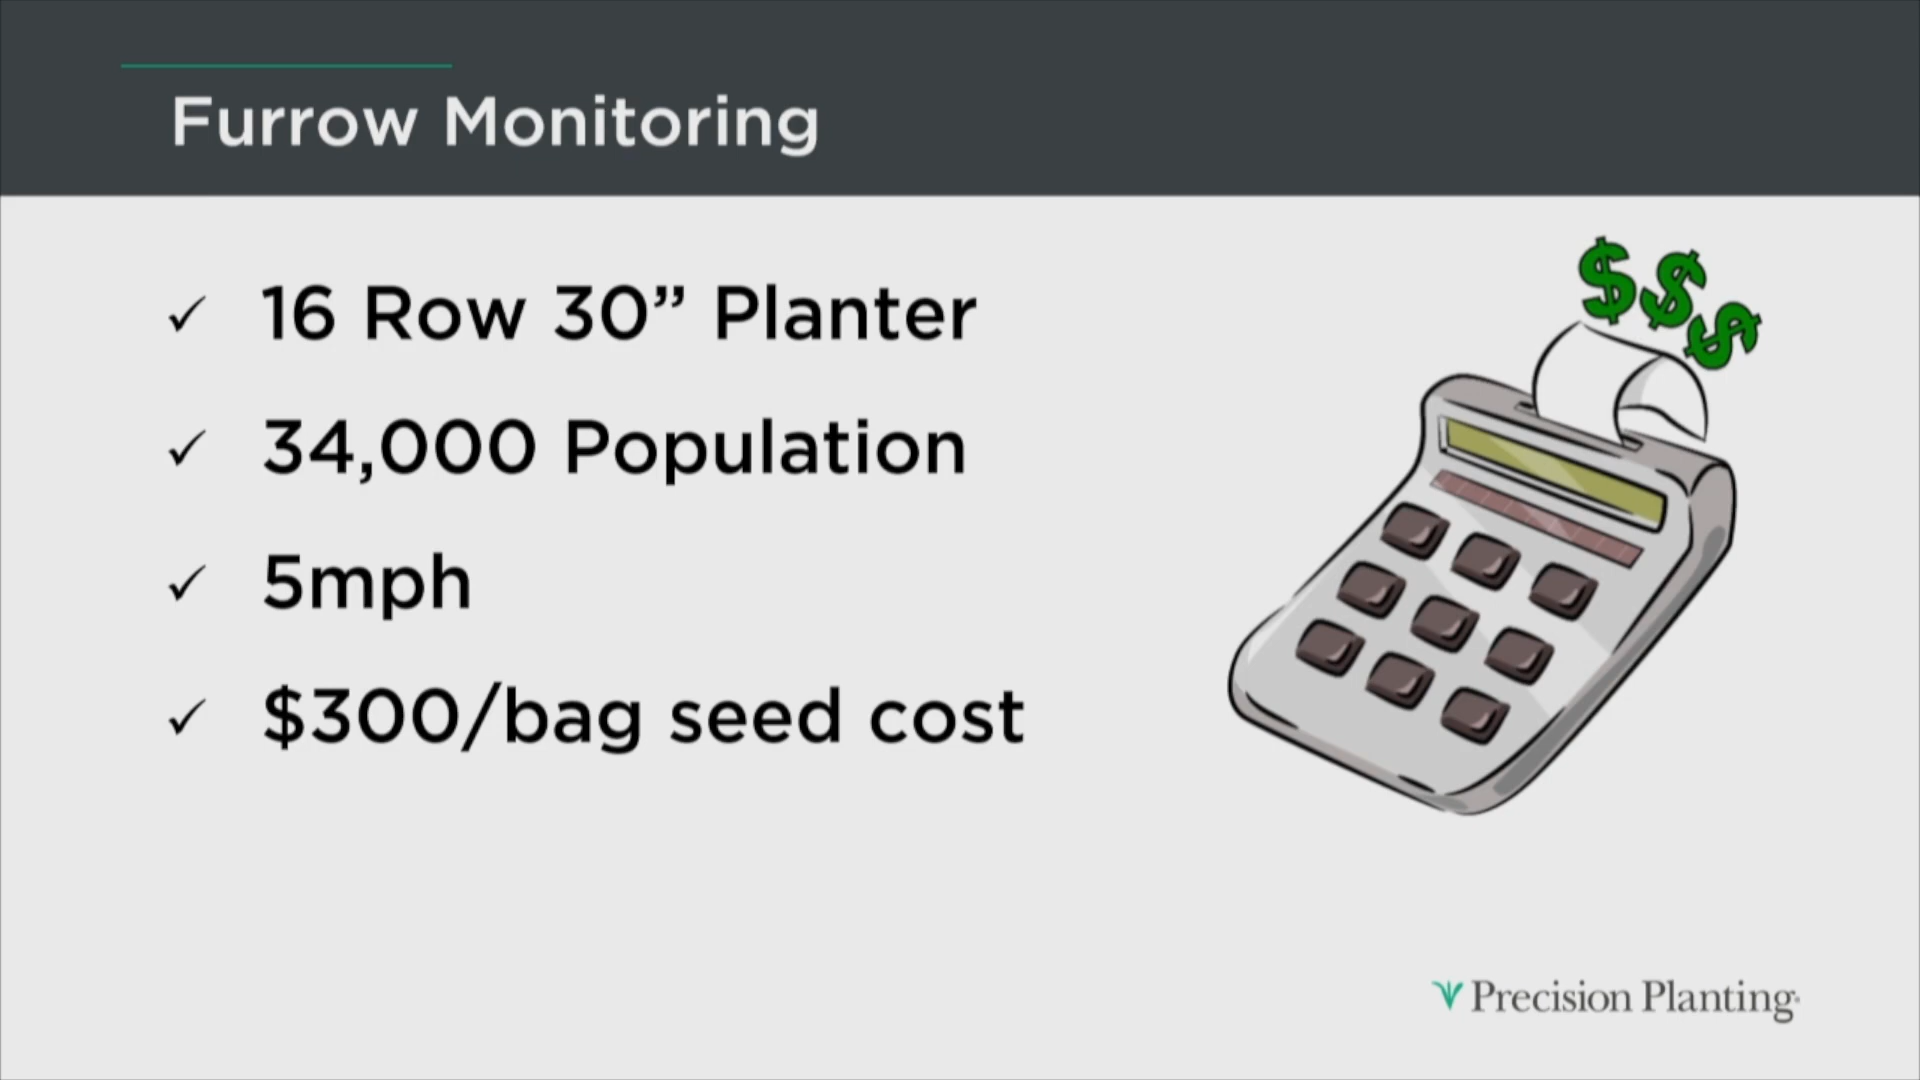 Furrow Monitoring
16 Row 30” Planter
34,000 Population
5mph
$300/bag seed cost
$$$
Precision Planting